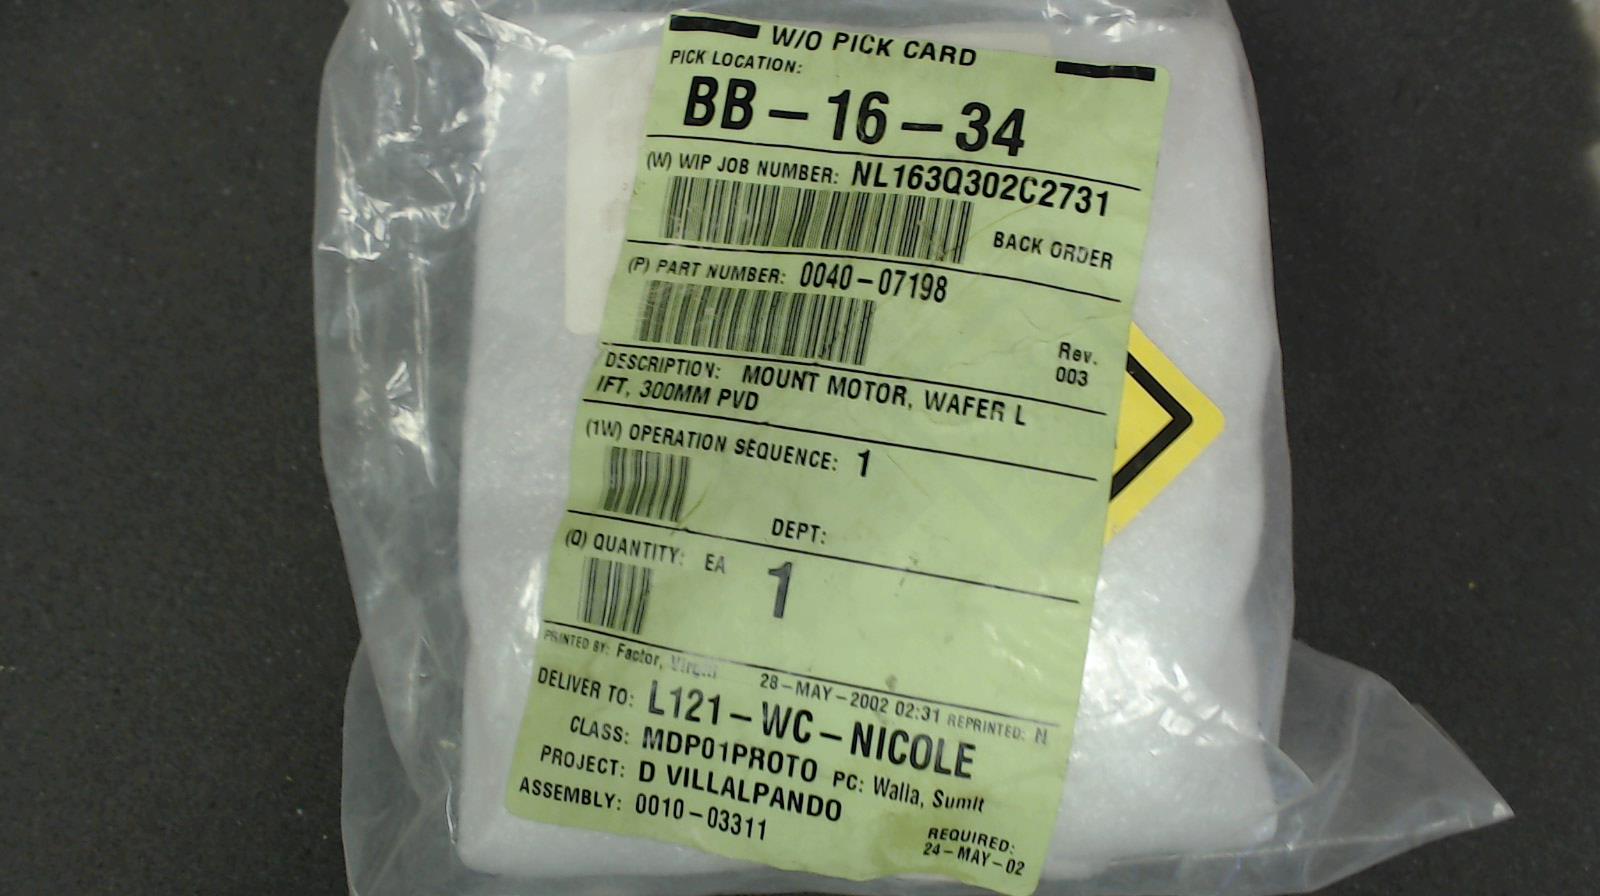 W/O PICK CARD
PICK LOCATION:
BB-16-34
(W) WIP JOB NUMBER: NL163Q302C2731
BACK ORDER
(P) PART NUMBER: 0040-07198
Rev.
003
DESCRIPTION: MOUNT MOTOR, WAFER L
IFT, 300MM PVD
(1W) OPERATION SEQUENCE: 1
DEPT:
(Q) QUANTITY: EA 1
PRINTED BY: Factor, 28-MAY-2002 02:31 REPRINTED: N
DELIVER TO: L121-WC-NICOLE
CLASS: MDP01PROTO PC: Walia, Sumit
PROJECT: D VILLALPANDO
ASSEMBLY: 0010-03311
REQUIRED:
24-MAY-02